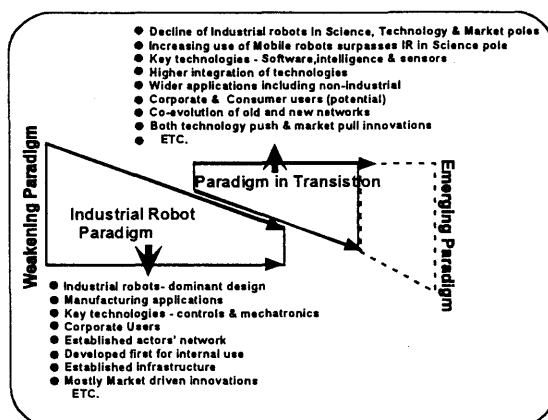 Decline of Industrial robots in Science, Technology & Market poles
Increasing use of Mobile robots surpasses IR in Science pole
Key technologies - Software,intelligence & sensors
Higher integration of technologies
Wider applications including non-industrial
Corporate & Consumer users (potential)
Co-evolution of old and new networks
Both technology push & market pull innovations
ETC.
Weakening Paradigm
Paradigm in Transistion
Emerging Paradigm
Industrial Robot
Paradigm
Industrial robots- dominant design
Manufacturing applications
Key technologies - controls & mechatronics
Corporate Users
Established actors' network
Developed first for internal use
Established infrastructure
Mostly Market driven innovations
ETC.